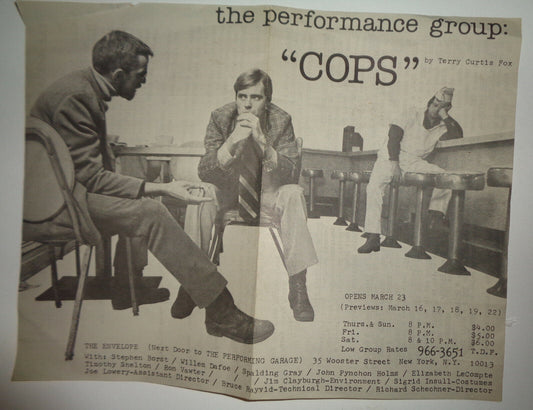 the performance group:
“COPS” by Terry Curtis Fox
OPENS MARCH 23
(Previews: March 16, 17, 18, 19, 22)
Thurs.& Sun. 8 P.M. $4.00
Fri. 8 P.M. $5.00
Sat. 8 & 10 P.M. $6.00
Low Group Rates 966-3651 T.D.F.
THE ENVELOPE (Next Door to THE PERFORMING GARAGE) 35 Wooster Street New York, N.Y. 10013
With: Stephen Borst / Willem Dafoe / Spalding Gray / John Pynchon Holms / Elizabeth LeCompte
Timothy Shelton / Ron Vawter / / Jim Clayburgh-Environment / Sigrid Insull-Costumes
Joe Lowery-Assistant Director / Bruce Rayvid-Technical Director / Richard Schechner-Director